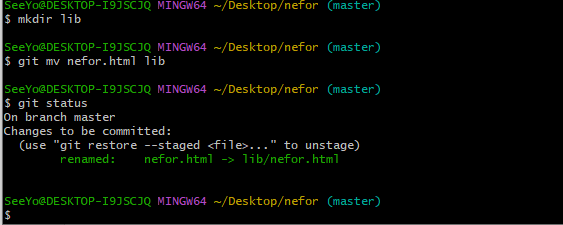 SeeYo@DESKTOP-I9JSCJQ MINGW64 ~/Desktop/nefor (master)
$ mkdir lib
SeeYo@DESKTOP-I9JSCJQ MINGW64 ~/Desktop/nefor (master)
$ git mv nefor.html lib
SeeYo@DESKTOP-I9JSCJQ MINGW64 ~/Desktop/nefor (master)
$ git status
On branch master
Changes to be committed:
  (use "git restore --staged <file>..." to unstage)
        renamed:    nefor.html -> lib/nefor.html
SeeYo@DESKTOP-I9JSCJQ MINGW64 ~/Desktop/nefor (master)
$